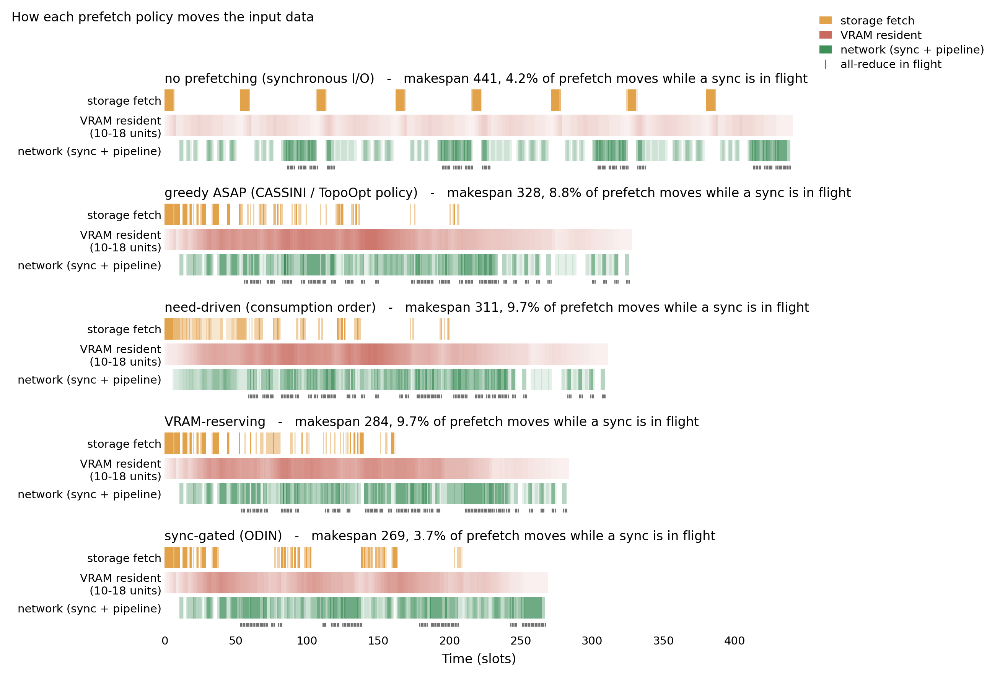 How each prefetch policy moves the input data
storage fetch
VRAM resident
network (sync + pipeline)
all-reduce in flight
no prefetching (synchronous I/O) - makespan 441, 4.2% of prefetch moves while a sync is in flight
storage fetch
VRAM resident
(10-18 units)
network (sync + pipeline)
greedy ASAP (CASSINI / TopoOpt policy) - makespan 328, 8.8% of prefetch moves while a sync is in flight
storage fetch
VRAM resident
(10-18 units)
network (sync + pipeline)
need-driven (consumption order) - makespan 311, 9.7% of prefetch moves while a sync is in flight
storage fetch
VRAM resident
(10-18 units)
network (sync + pipeline)
VRAM-reserving - makespan 284, 9.7% of prefetch moves while a sync is in flight
storage fetch
VRAM resident
(10-18 units)
network (sync + pipeline)
sync-gated (ODIN) - makespan 269, 3.7% of prefetch moves while a sync is in flight
storage fetch
VRAM resident
(10-18 units)
network (sync + pipeline)
0 50 100 150 200 250 300 350 400
Time (slots)